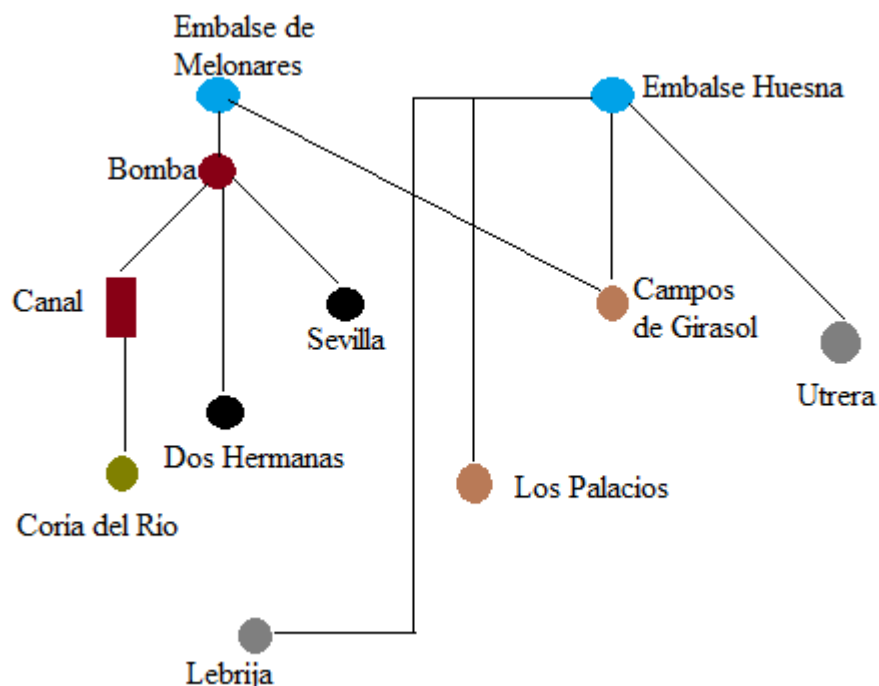 Embalse de
Melonares
Embalse Huesna
Bomba
Canal
Sevilla
Campos
de Girasol
Utrera
Dos Hermanas
Los Palacios
Coria del Rio
Lebrija